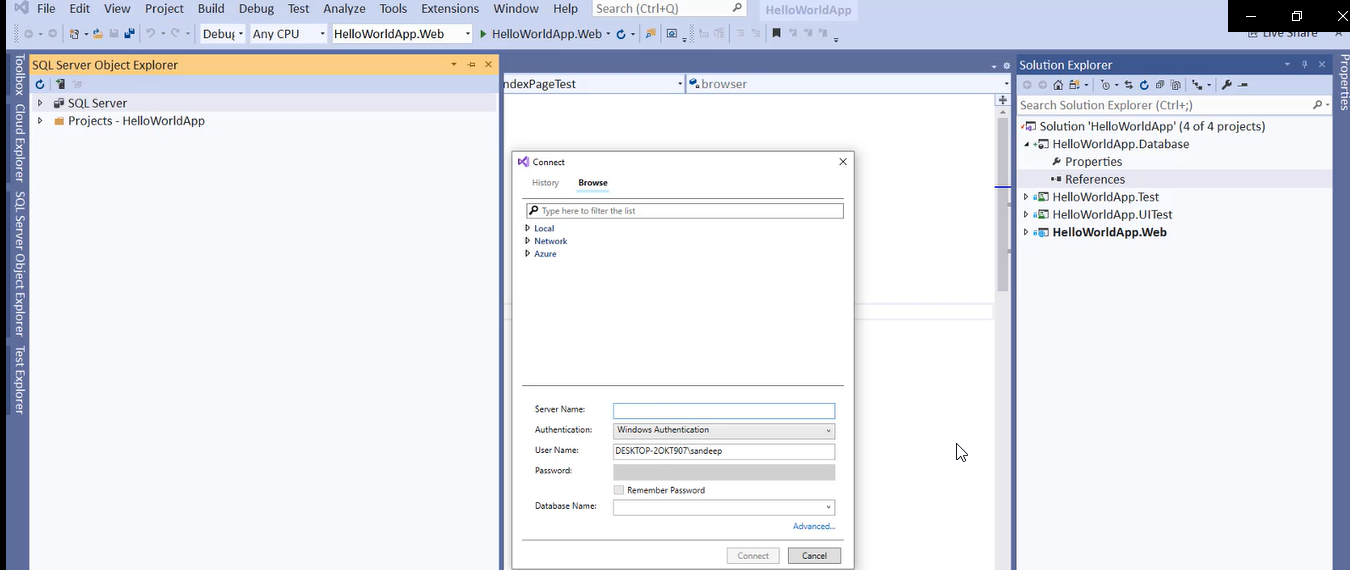 File Edit View Project Build Debug Test Analyze Tools Extensions Window Help Search (Ctrl+Q) HelloWorldApp
Debug Any CPU HelloWorldApp.Web HelloWorldApp.Web Live Share
Toolbox
Cloud Explorer
SQL Server Object Explorer
Test Explorer
SQL Server Object Explorer
SQL Server
Projects - HelloWorldApp
ndexPageTest browser
Connect
History Browse
Type here to filter the list
Local
Network
Azure
Server Name:
Authentication: Windows Authentication
User Name: DESKTOP-2OKT907\sandeep
Password:
Remember Password
Database Name:
Advanced...
Connect Cancel
Solution Explorer
Search Solution Explorer (Ctrl+;)
Solution 'HelloWorldApp' (4 of 4 projects)
HelloWorldApp.Database
Properties
References
HelloWorldApp.Test
HelloWorldApp.UITest
HelloWorldApp.Web
Properties